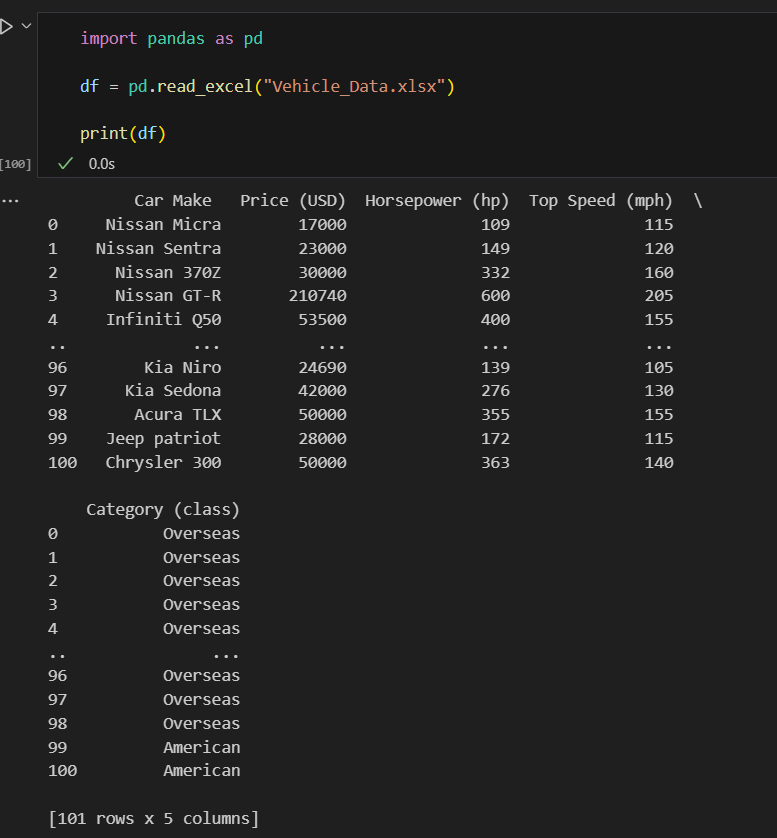 import pandas as pd
df = pd.read_excel("Vehicle_Data.xlsx")
print(df)
[100] 0.0s
... Car Make Price (USD) Horsepower (hp) Top Speed (mph) \
0 Nissan Micra 17000 109 115
1 Nissan Sentra 23000 149 120
2 Nissan 370Z 30000 332 160
3 Nissan GT-R 210740 600 205
4 Infiniti Q50 53500 400 155
.. ... ... ... ...
96 Kia Niro 24690 139 105
97 Kia Sedona 42000 276 130
98 Acura TLX 50000 355 155
99 Jeep patriot 28000 172 115
100 Chrysler 300 50000 363 140
Category (class)
0 Overseas
1 Overseas
2 Overseas
3 Overseas
4 Overseas
.. ...
96 Overseas
97 Overseas
98 Overseas
99 American
100 American
[101 rows x 5 columns]